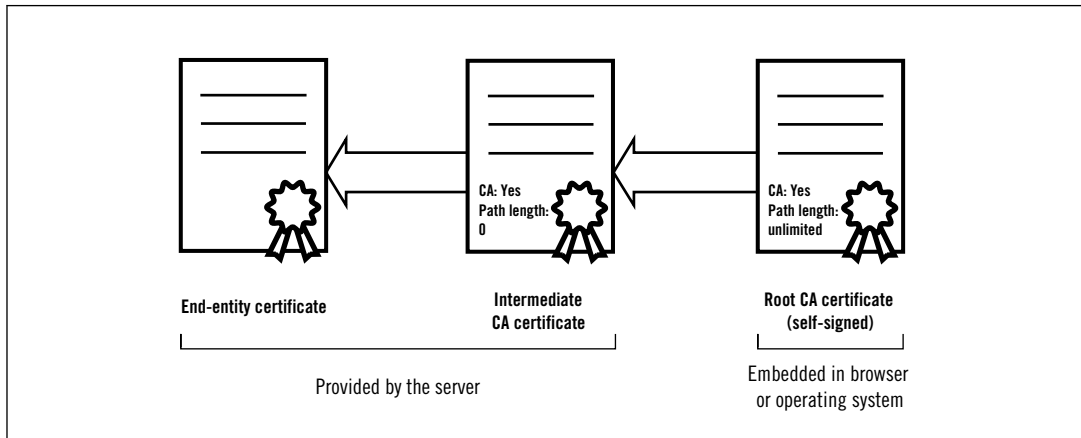 CA: Yes
Path length:
0
CA: Yes
Path length:
unlimited
End-entity certificate
Intermediate
CA certificate
Root CA certificate
(self-signed)
Provided by the server
Embedded in browser
or operating system